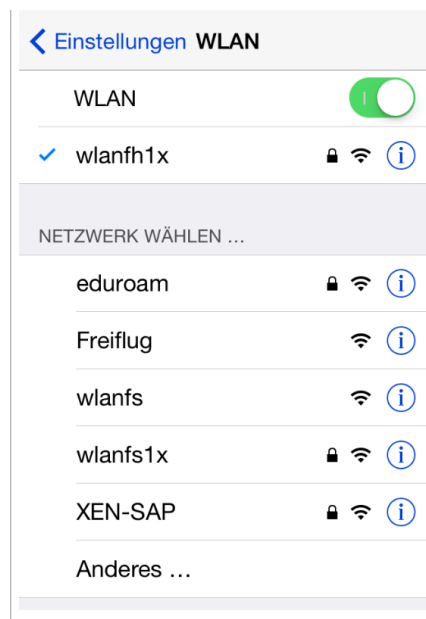 Einstellungen WLAN
WLAN
wlanfh1x
NETZWERK WÄHLEN ...
eduroam
Freiflug
wlanfs
wlanfs1x
XEN-SAP
Anderes ...